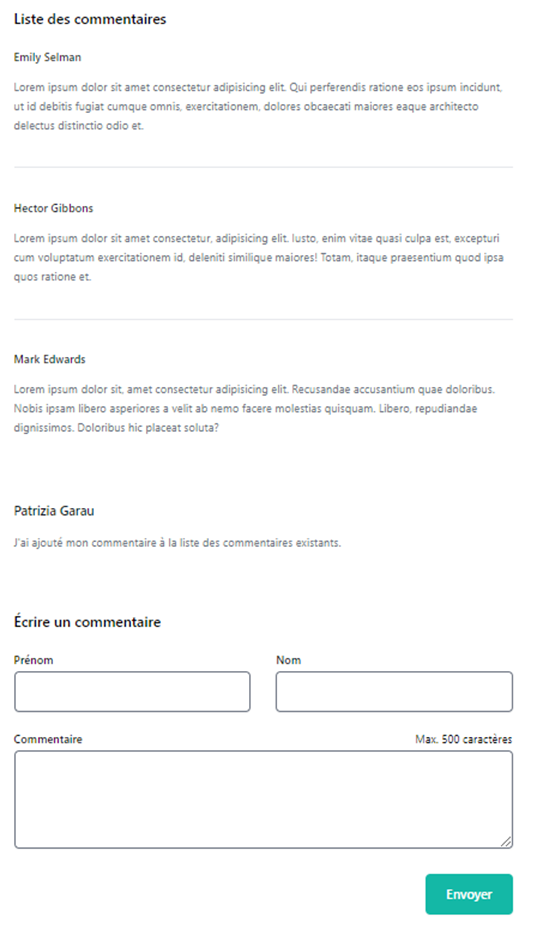 Liste des commentaires
Emily Selman
Lorem ipsum dolor sit amet consectetur adipisicing elit. Qui perferendis ratione eos ipsum incidunt,
ut id debitis fugiat cumque omnis, exercitationem, dolores obcaecati maiores eaque architecto
delectus distinctio odio et.
Hector Gibbons
Lorem ipsum dolor sit amet consectetur, adipisicing elit. Iusto, enim vitae quasi culpa est, excepturi
cum voluptatum exercitationem id, deleniti similique maiores! Totam, itaque praesentium quod ipsa
quos ratione et.
Mark Edwards
Lorem ipsum dolor sit, amet consectetur adipisicing elit. Recusandae accusantium quae doloribus.
Nobis ipsam libero asperiores a velit ab nemo facere molestias quisquam. Libero, repudiandae
dignissimos. Doloribus hic placeat soluta?
Patrizia Garau
J'ai ajouté mon commentaire à la liste des commentaires existants.
Écrire un commentaire
Prénom Nom
Commentaire Max. 500 caractères
Envoyer